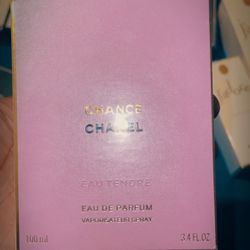 CHANCE
CHANEL
EAU TENDRE
EAU DE PARFUM
VAPORISATEUR SPRAY
100 ml 3.4 FL. OZ